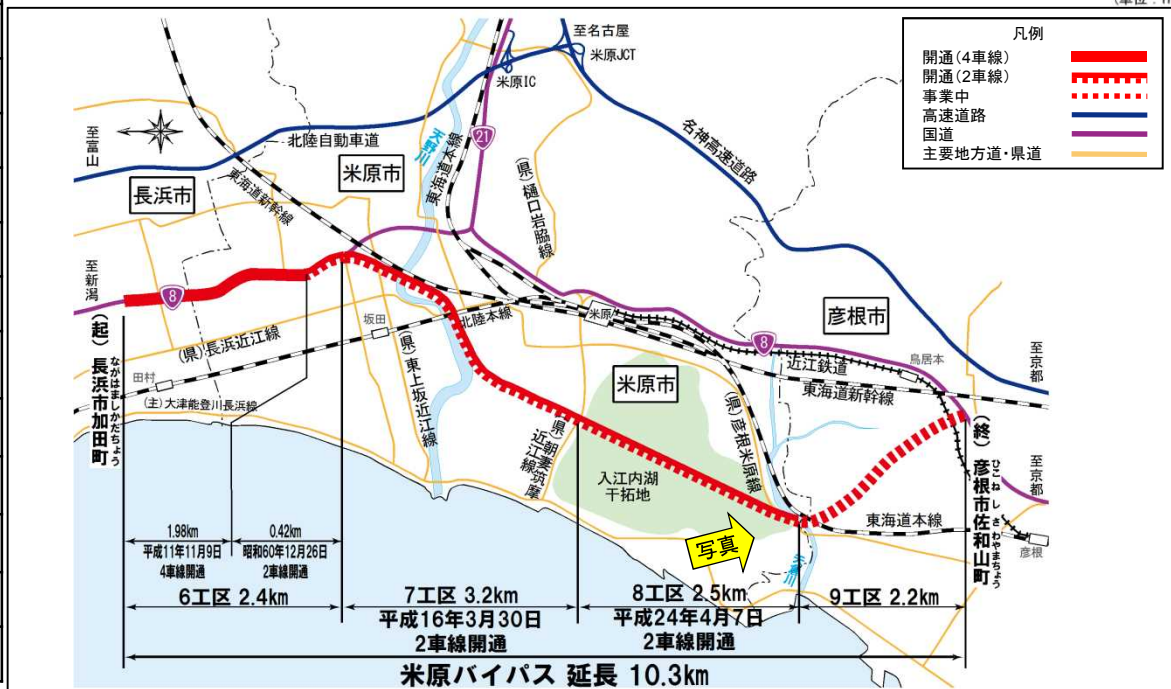 凡例
開通(4車線)
開通(2車線)
事業中
高速道路
国道
主要地方道・県道
至名古屋
米原JCT
米原IC
至富山
北陸自動車道
天野川
東海道本線
21
名神高速道路
米原市
長浜市
東海道新幹線
(県)樋口岩脇線
至新潟
8
坂田
北陸本線
米原
彦根市
8
近江鉄道
鳥居本
至京都
(起)長浜市加田町
ながはましかだちょう
(県)長浜近江線
田村
(主)大津能登川長浜線
(県)東上坂近江線
米原市
東海道新幹線
(県)朝妻筑摩
近江線
(県)彦根米原線
入江内湖
干拓地
(終)彦根市佐和山町
ひこねしさわやまちょう
至京都
写真
東海道本線
彦根
1.98km
平成11年11月9日
4車線開通
0.42km
昭和60年12月26日
2車線開通
6工区 2.4km
7工区 3.2km
平成16年3月30日
2車線開通
8工区 2.5km
平成24年4月7日
2車線開通
9工区 2.2km
米原バイパス 延長 10.3km